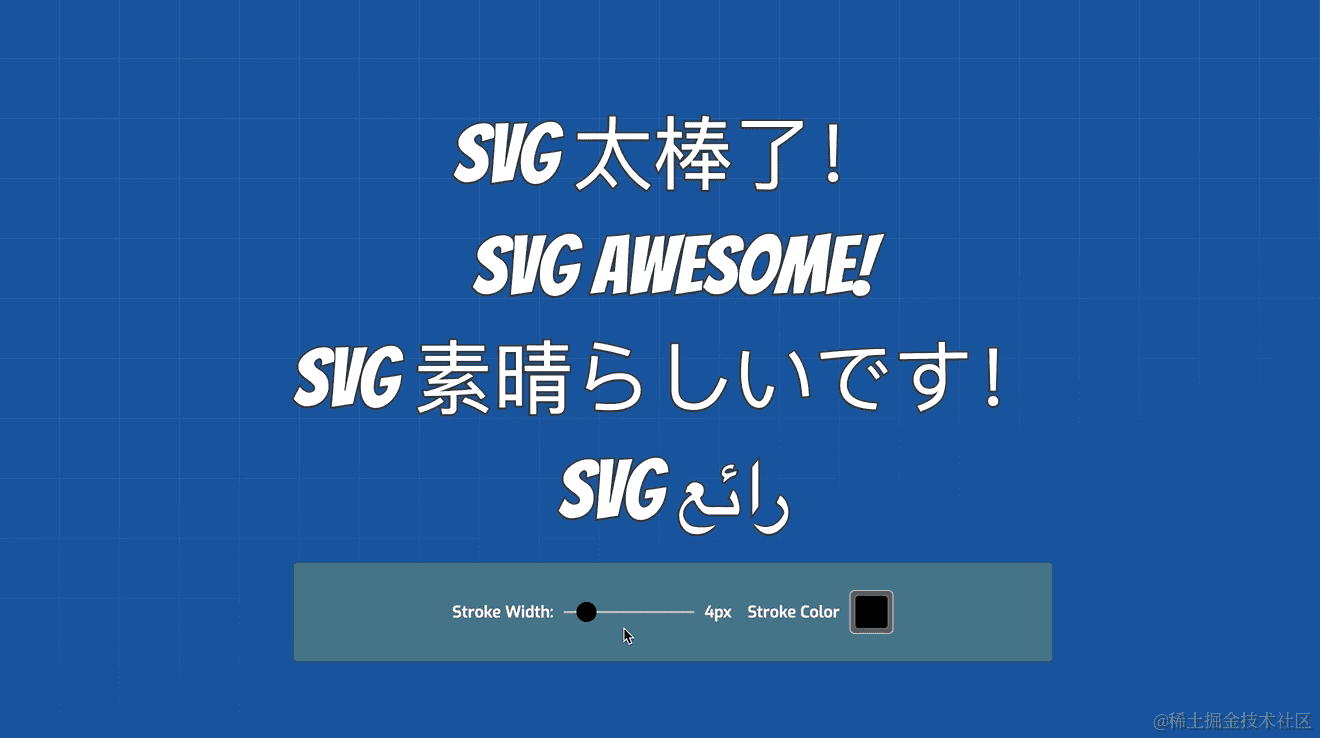 SVG 太棒了！
SVG AWESOME!
SVG 素晴らしいです！
SVG رائع
Stroke Width: 4px Stroke Color
@稀土掘金技术社区